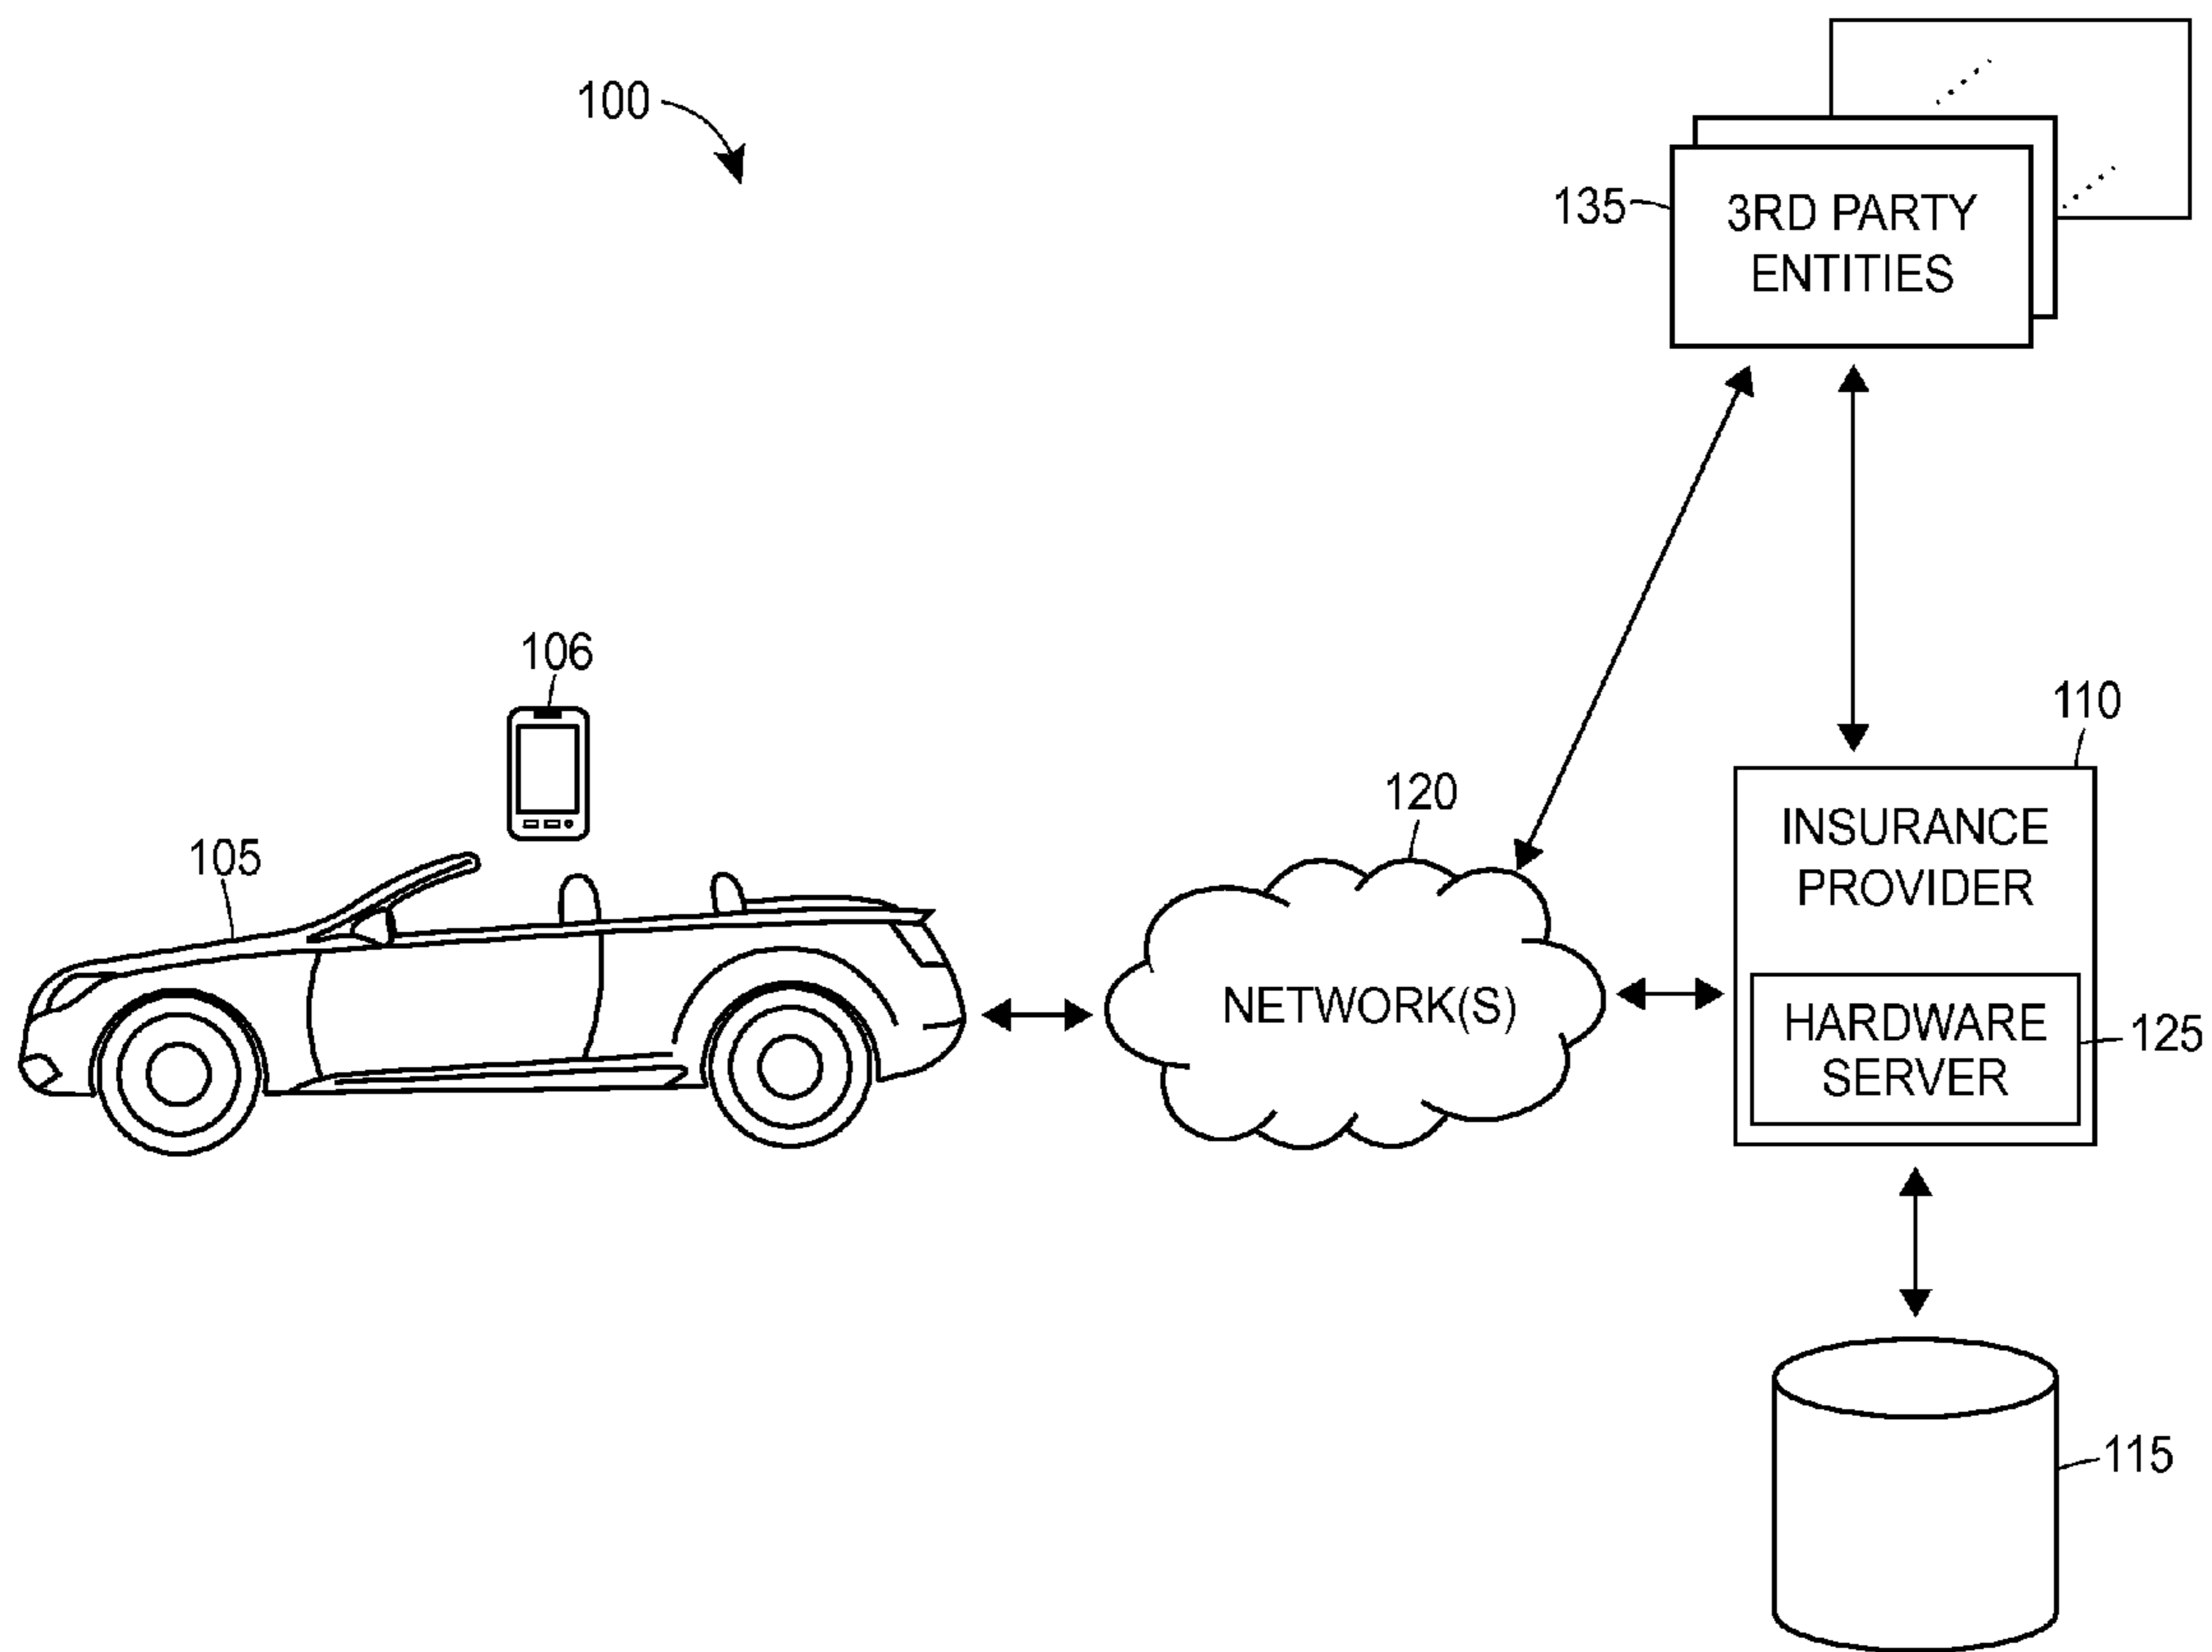 100
135
3RD PARTY
ENTITIES
106
110
120
INSURANCE
PROVIDER
105
NETWORK(S)
HARDWARE
SERVER
125
115